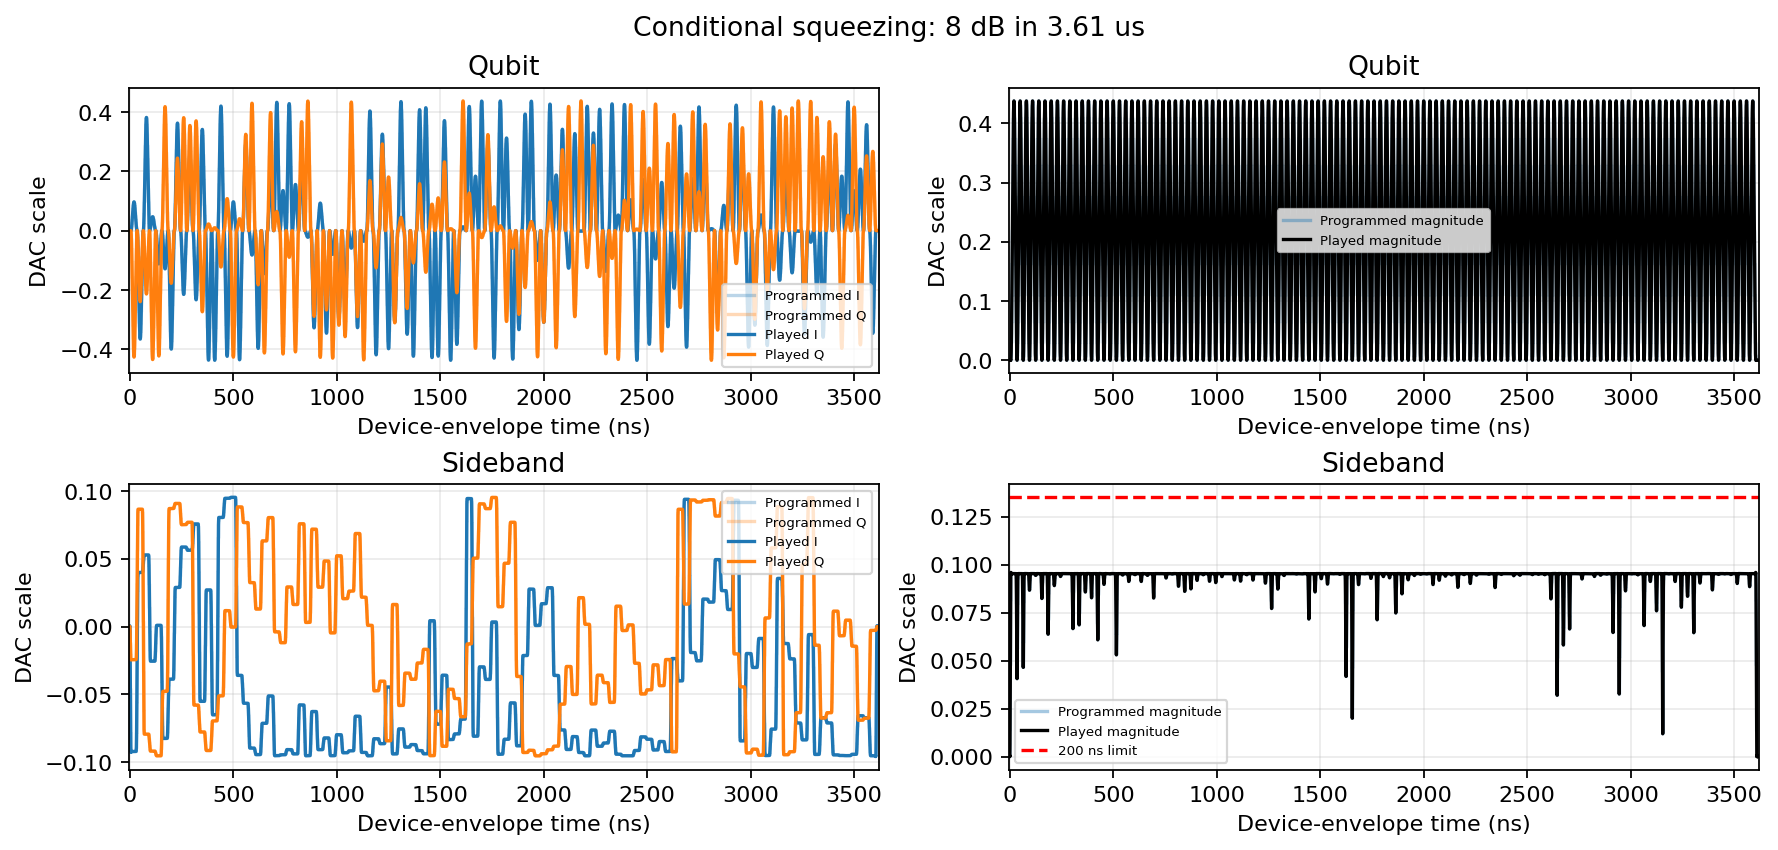 Conditional squeezing: 8 dB in 3.61 us
Qubit
DAC scale
0.4
0.2
0.0
−0.2
−0.4
Programmed I
Programmed Q
Played I
Played Q
0 500 1000 1500 2000 2500 3000 3500
Device-envelope time (ns)
Qubit
DAC scale
0.4
0.3
0.2
0.1
0.0
Programmed magnitude
Played magnitude
0 500 1000 1500 2000 2500 3000 3500
Device-envelope time (ns)
Sideband
DAC scale
0.10
0.05
0.00
−0.05
−0.10
Programmed I
Programmed Q
Played I
Played Q
0 500 1000 1500 2000 2500 3000 3500
Device-envelope time (ns)
Sideband
DAC scale
0.125
0.100
0.075
0.050
0.025
0.000
Programmed magnitude
Played magnitude
200 ns limit
0 500 1000 1500 2000 2500 3000 3500
Device-envelope time (ns)